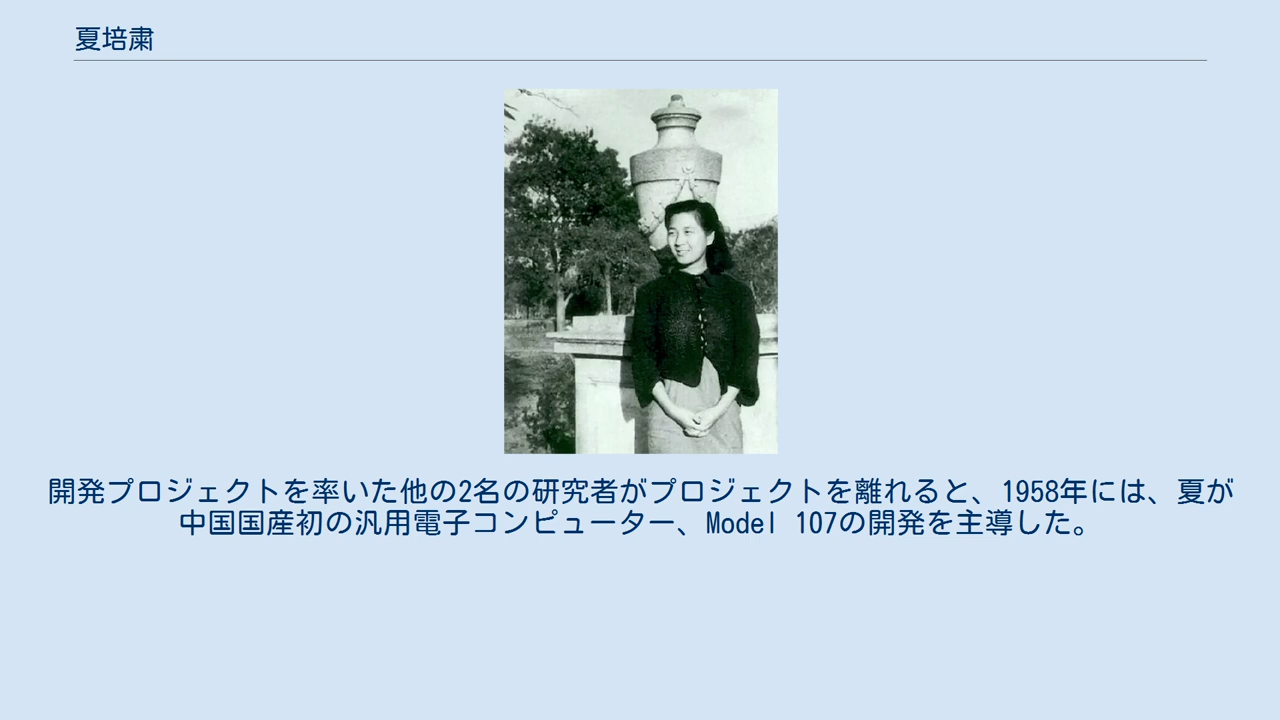 夏培粛
開発プロジェクトを率いた他の2名の研究者がプロジェクトを離れると、1958年には、夏が
中国国産初の汎用電子コンピューター、Model 107の開発を主導した。